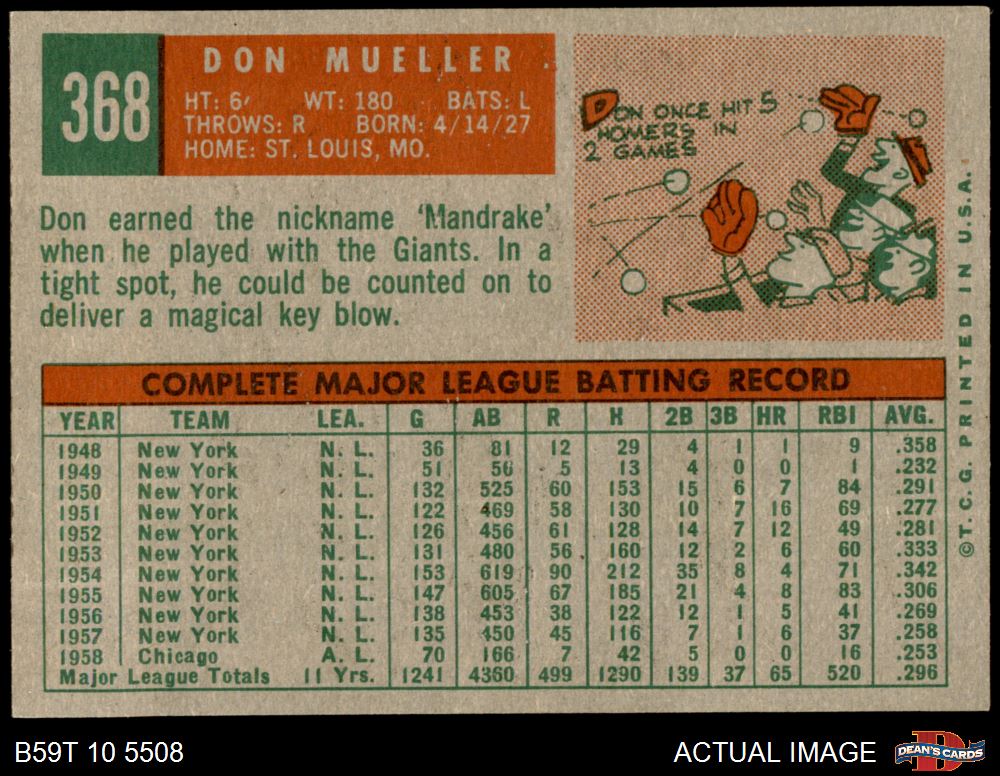 368
DON MUELLER
HT: 6' WT: 180 BATS: L
THROWS: R BORN: 4/14/27
HOME: ST. LOUIS, MO.
Don earned the nickname 'Mandrake'
when he played with the Giants. In a
tight spot, he could be counted on to
deliver a magical key blow.
DON ONCE HIT 5
HOMERS IN
2 GAMES
COMPLETE MAJOR LEAGUE BATTING RECORD
YEAR TEAM LEA. G AB R H 2B 3B HR RBI AVG.
1948 New York N. L. 36 81 12 29 4 1 1 9 .358
1949 New York N. L. 51 56 5 13 4 0 0 1 .232
1950 New York N. L. 132 525 60 153 15 6 7 84 .291
1951 New York N. L. 122 469 58 130 10 7 16 69 .277
1952 New York N. L. 126 456 61 128 14 7 12 49 .281
1953 New York N. L. 131 480 56 160 12 2 6 60 .333
1954 New York N. L. 153 619 90 212 35 8 4 71 .342
1955 New York N. L. 147 605 67 185 21 4 8 83 .306
1956 New York N. L. 138 453 38 122 12 1 5 41 .269
1957 New York N. L. 135 450 45 116 7 1 6 37 .258
1958 Chicago A. L. 70 166 7 42 5 0 0 16 .253
Major League Totals 11 Yrs. 1241 4360 499 1290 139 37 65 520 .296
©T. C. G. PRINTED IN U.S.A.
B59T 10 5508
ACTUAL IMAGE
DEAN'S CARDS